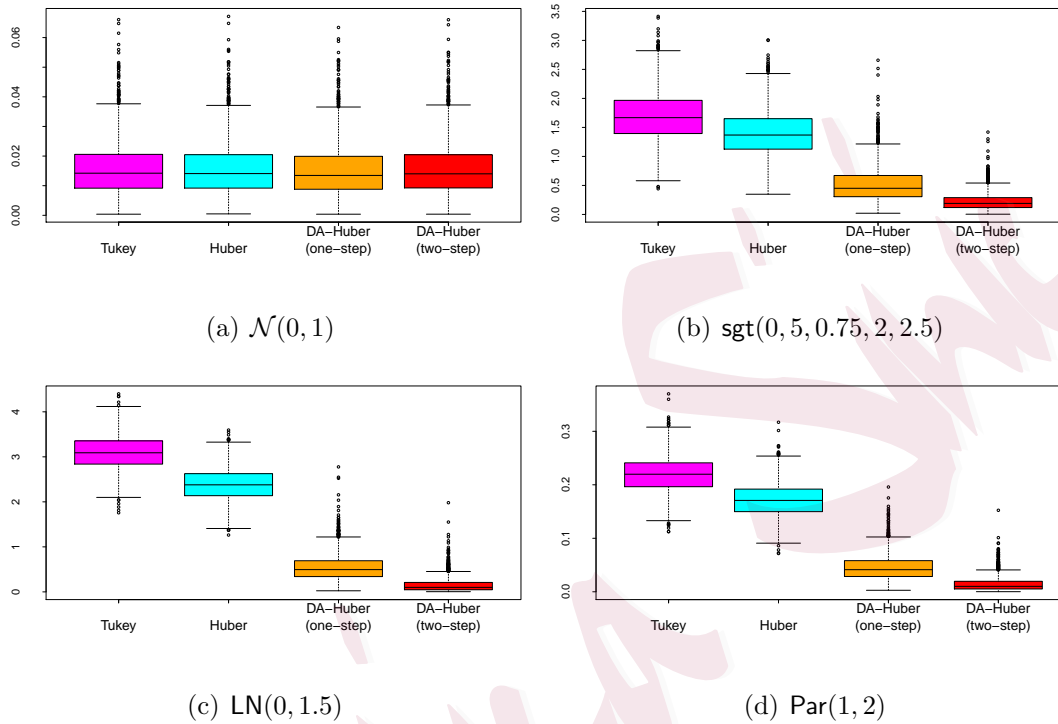 0.00
0.02
0.04
0.06
Tukey
Huber
DA−Huber
(one−step)
DA−Huber
(two−step)
(a) 𝒩(0, 1)
0.0
0.5
1.0
1.5
2.0
2.5
3.0
3.5
Tukey
Huber
DA−Huber
(one−step)
DA−Huber
(two−step)
(b) sgt(0, 5, 0.75, 2, 2.5)
0
1
2
3
4
Tukey
Huber
DA−Huber
(one−step)
DA−Huber
(two−step)
(c) LN(0, 1.5)
0.0
0.1
0.2
0.3
Tukey
Huber
DA−Huber
(one−step)
DA−Huber
(two−step)
(d) Par(1, 2)